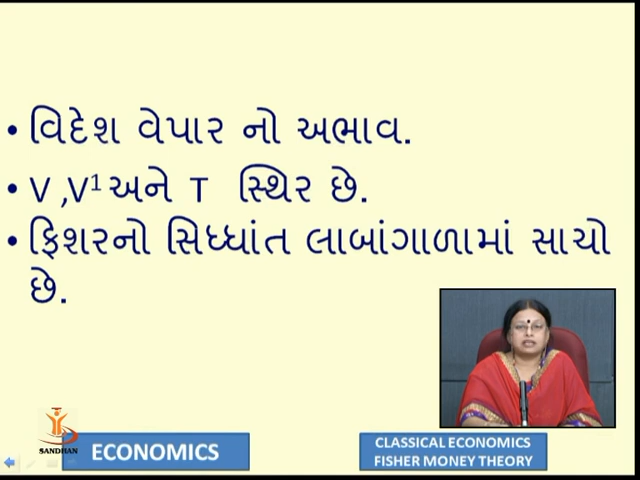 • વિદેશ વેપાર નો અભાવ.
• V ,V¹ અને T સ્થિર છે.
• ફિશરનો સિધ્ધાંત લાબાંગાળામાં સાચો
છે.
SANDHAN
ECONOMICS
CLASSICAL ECONOMICS
FISHER MONEY THEORY